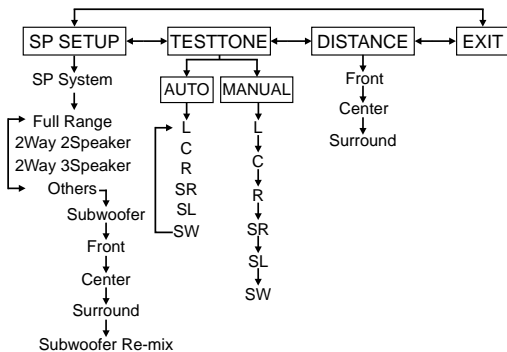 SP SETUP
TESTTONE
DISTANCE
EXIT
SP System
Full Range
2Way 2Speaker
2Way 3Speaker
Others
Subwoofer
Front
Center
Surround
Subwoofer Re-mix
AUTO
L
C
R
SR
SL
SW
MANUAL
L
C
R
SR
SL
SW
Front
Center
Surround